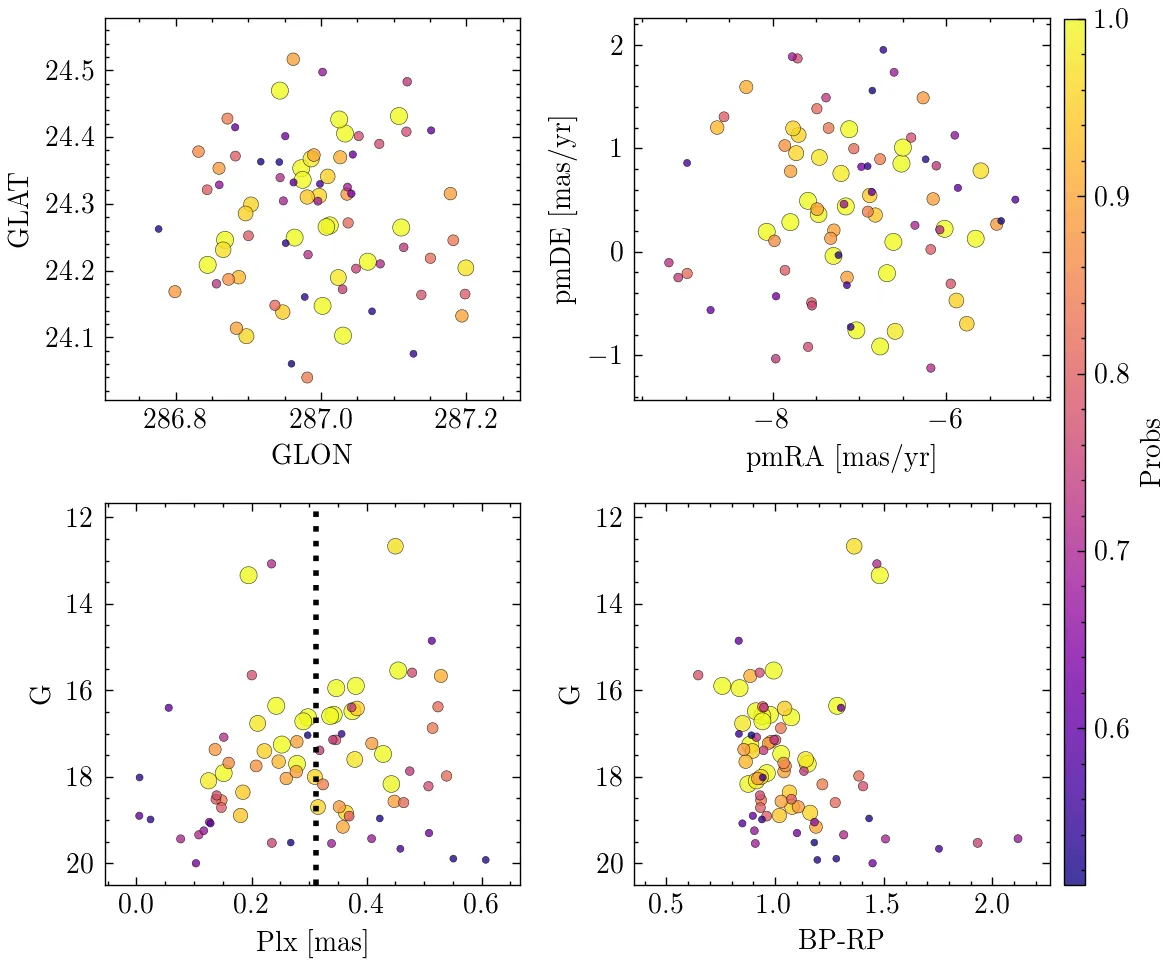 24.5
24.4
24.3
24.2
24.1
GLAT
286.8 287.0 287.2
GLON
2
1
0
−1
pmDE [mas/yr]
−8 −6
pmRA [mas/yr]
12
14
16
18
20
G
0.0 0.2 0.4 0.6
Plx [mas]
12
14
16
18
20
G
0.5 1.0 1.5 2.0
BP-RP
1.0
0.9
0.8
0.7
0.6
Probs